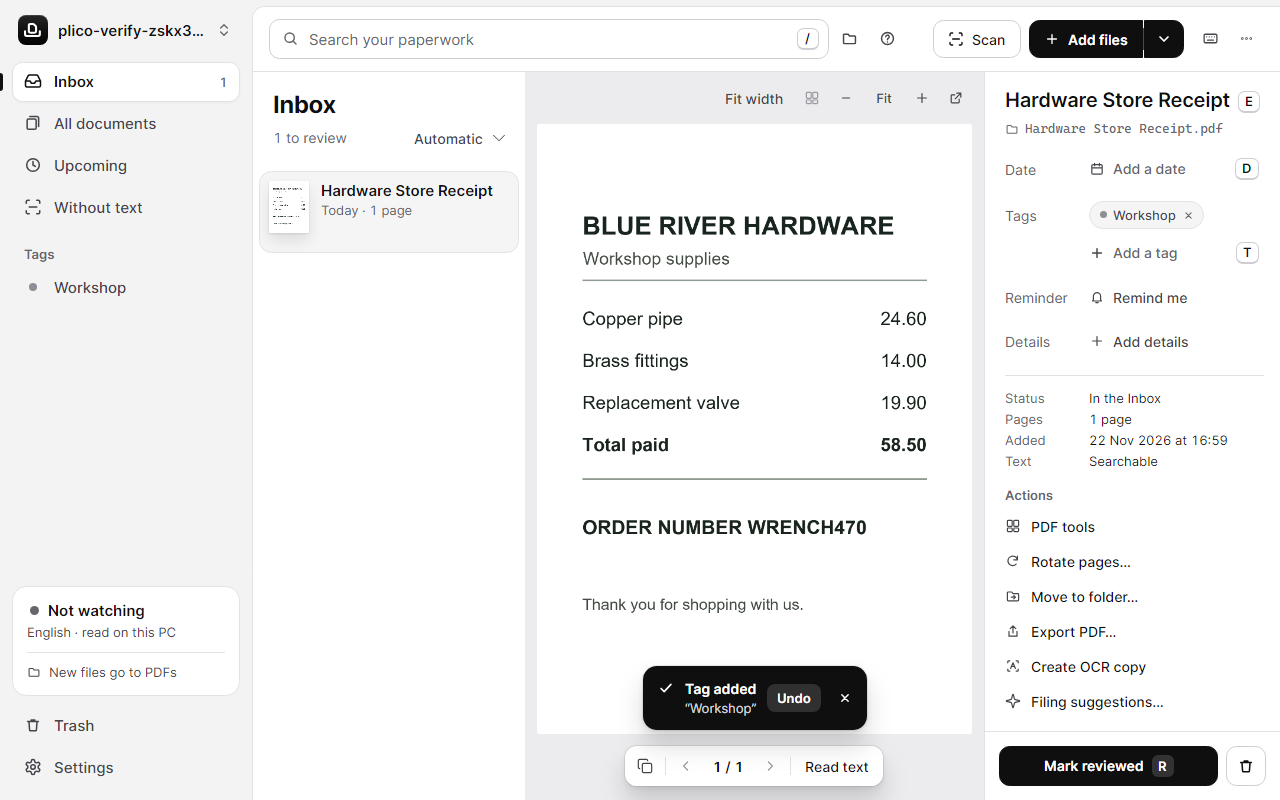 plico-verify-zskx3...
Inbox 1
All documents
Upcoming
Without text
Tags
Workshop
Not watching
English · read on this PC
New files go to PDFs
Trash
Settings
Search your paperwork /
Scan
Add files
Inbox
1 to review Automatic
Hardware Store Receipt
Today · 1 page
Fit width Fit
BLUE RIVER HARDWARE
Workshop supplies
Copper pipe 24.60
Brass fittings 14.00
Replacement valve 19.90
Total paid 58.50
ORDER NUMBER WRENCH470
Thank you for shopping with us.
Tag added
“Workshop”
Undo
1 / 1 Read text
Hardware Store Receipt E
Hardware Store Receipt.pdf
Date Add a date D
Tags Workshop
Add a tag T
Reminder Remind me
Details Add details
Status In the Inbox
Pages 1 page
Added 22 Nov 2026 at 16:59
Text Searchable
Actions
PDF tools
Rotate pages...
Move to folder...
Export PDF...
Create OCR copy
Filing suggestions...
Mark reviewed R